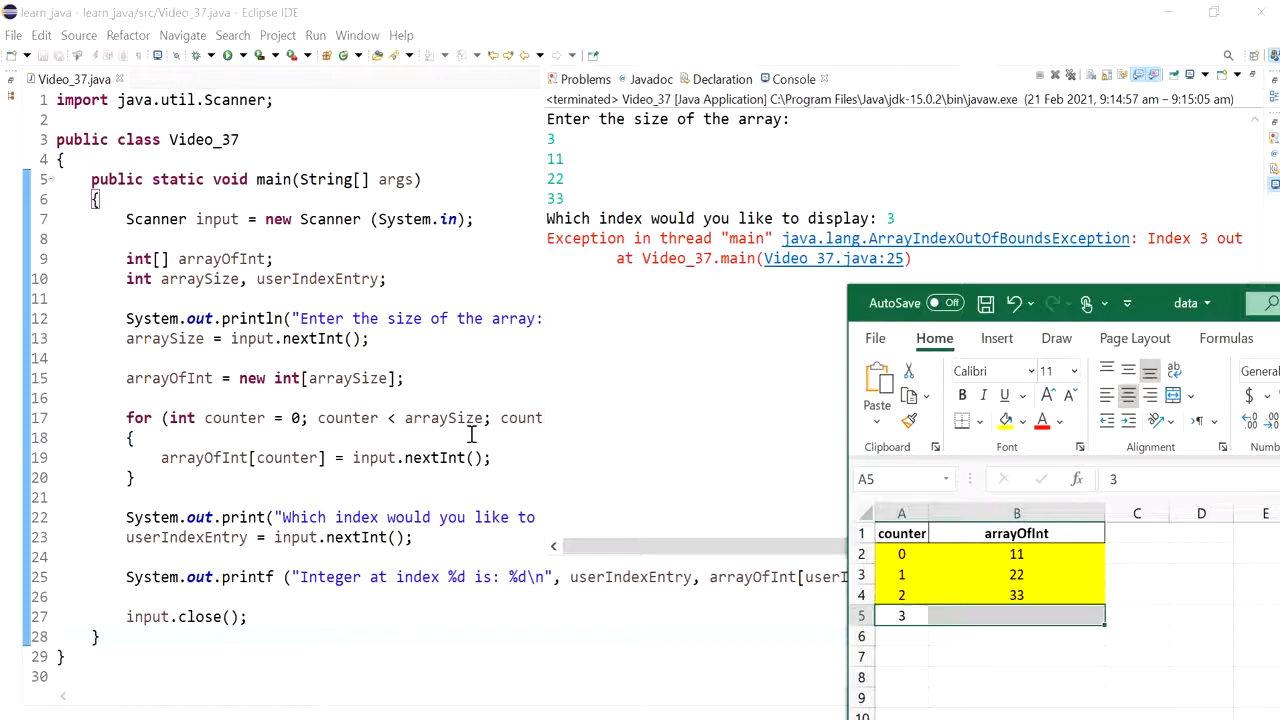 learn_java - learn_java/src/Video_37.java - Eclipse IDE
File Edit Source Refactor Navigate Search Project Run Window Help
Video_37.java
1 import java.util.Scanner;
2
3 public class Video_37
4 {
5 public static void main(String[] args)
6 {
7 Scanner input = new Scanner (System.in);
8
9 int[] arrayOfInt;
10 int arraySize, userIndexEntry;
11
12 System.out.println("Enter the size of the array:
13 arraySize = input.nextInt();
14
15 arrayOfInt = new int[arraySize];
16
17 for (int counter = 0; counter < arraySize; count
18 {
19 arrayOfInt[counter] = input.nextInt();
20 }
21
22 System.out.print("Which index would you like to
23 userIndexEntry = input.nextInt();
24
25 System.out.printf ("Integer at index %d is: %d\n", userIndexEntry, arrayOfInt[userI
26
27 input.close();
28 }
29 }
30
Problems Javadoc Declaration Console
<terminated> Video_37 [Java Application] C:\Program Files\Java\jdk-15.0.2\bin\javaw.exe (21 Feb 2021, 9:14:57 am – 9:15:05 am)
Enter the size of the array:
3
11
22
33
Which index would you like to display: 3
Exception in thread "main" java.lang.ArrayIndexOutOfBoundsException: Index 3 out
at Video_37.main(Video_37.java:25)
AutoSave Off data
File Home Insert Draw Page Layout Formulas
Paste Calibri 11 General
B I U A $ %
Clipboard Font Alignment Numb
A5 fx 3
A B C D E
1 counter arrayOfInt
2 0 11
3 1 22
4 2 33
5 3
6
7
8
9
10